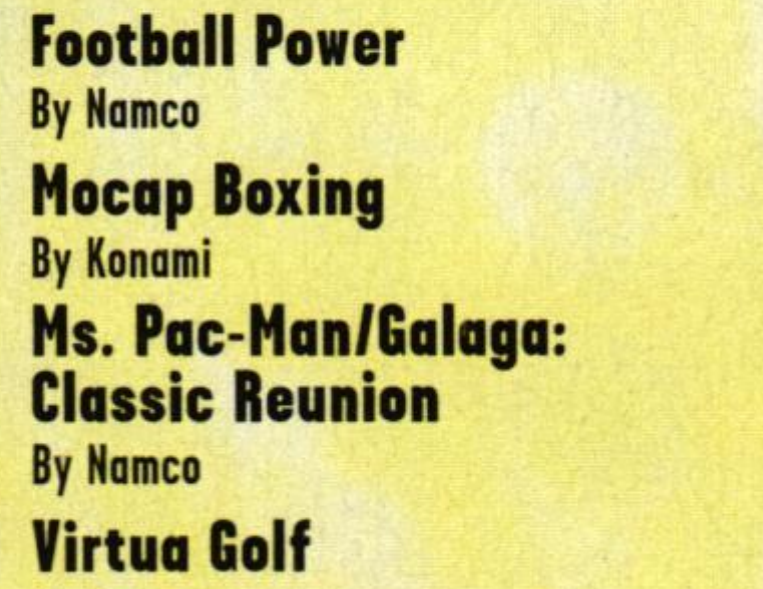 Football Power
By Namco
Mocap Boxing
By Konami
Ms. Pac-Man/Galaga:
Classic Reunion
By Namco
Virtua Golf